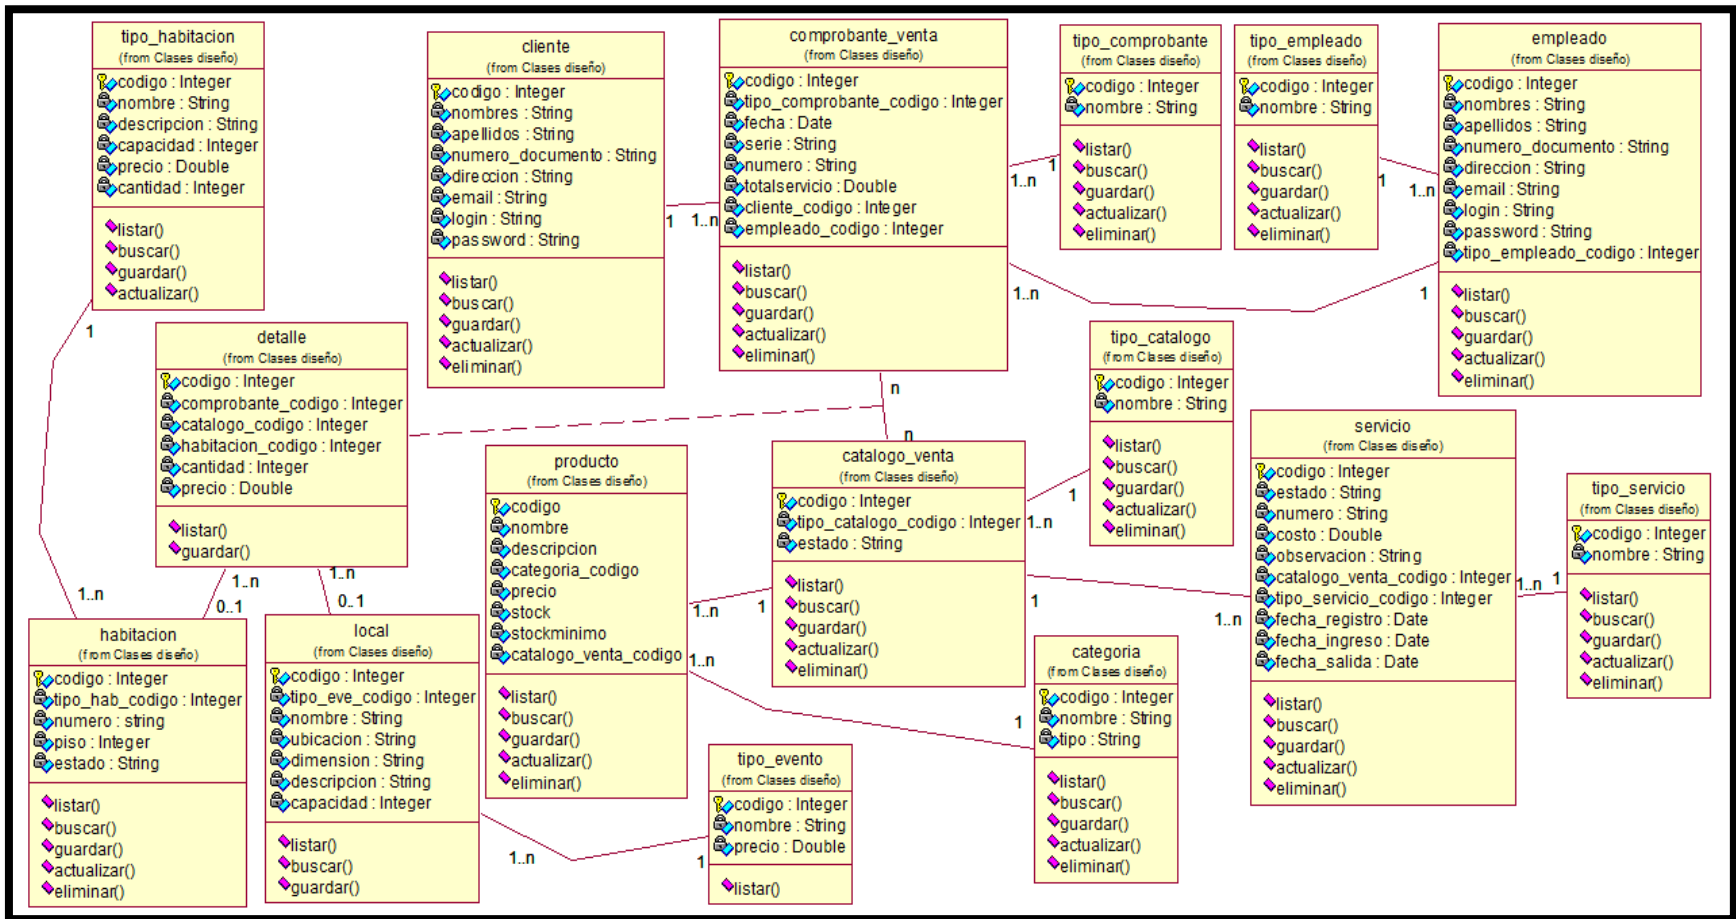 tipo_habitacion
(from Clases diseño)
codigo : Integer
nombre : String
descripcion : String
capacidad : Integer
precio : Double
cantidad : Integer
listar()
buscar()
guardar()
actualizar()
1
1..n
cliente
(from Clases diseño)
codigo : Integer
nombres : String
apellidos : String
numero_documento : String
direccion : String
email : String
login : String
password : String
listar()
buscar()
guardar()
actualizar()
eliminar()
1
1..n
comprobante_venta
(from Clases diseño)
codigo : Integer
tipo_comprobante_codigo : Integer
fecha : Date
serie : String
numero : String
totalservicio : Double
cliente_codigo : Integer
empleado_codigo : Integer
listar()
buscar()
guardar()
actualizar()
eliminar()
1..n
1
tipo_comprobante
(from Clases diseño)
codigo : Integer
nombre : String
listar()
buscar()
guardar()
actualizar()
eliminar()
tipo_empleado
(from Clases diseño)
codigo : Integer
nombre : String
listar()
buscar()
guardar()
actualizar()
eliminar()
1
1..n
empleado
(from Clases diseño)
codigo : Integer
nombres : String
apellidos : String
numero_documento : String
direccion : String
email : String
login : String
password : String
tipo_empleado_codigo : Integer
listar()
buscar()
guardar()
actualizar()
eliminar()
1..n
1
detalle
(from Clases diseño)
codigo : Integer
comprobante_codigo : Integer
catalogo_codigo : Integer
habitacion_codigo : Integer
cantidad : Integer
precio : Double
listar()
guardar()
1..n
0..1
1..n
0..1
n
n
producto
(from Clases diseño)
codigo
nombre
descripcion
categoria_codigo
precio
stock
stockminimo
catalogo_venta_codigo
listar()
buscar()
guardar()
actualizar()
eliminar()
1..n
1
1..n
1
catalogo_venta
(from Clases diseño)
codigo : Integer
tipo_catalogo_codigo : Integer
estado : String
listar()
buscar()
guardar()
actualizar()
eliminar()
1..n
1
1
1..n
tipo_catalogo
(from Clases diseño)
codigo : Integer
nombre : String
listar()
buscar()
guardar()
actualizar()
eliminar()
servicio
(from Clases diseño)
codigo : Integer
estado : String
numero : String
costo : Double
observacion : String
catalogo_venta_codigo : Integer
tipo_servicio_codigo : Integer
fecha_registro : Date
fecha_ingreso : Date
fecha_salida : Date
listar()
buscar()
guardar()
actualizar()
eliminar()
1..n
1
tipo_servicio
(from Clases diseño)
codigo : Integer
nombre : String
listar()
buscar()
guardar()
actualizar()
eliminar()
habitacion
(from Clases diseño)
codigo : Integer
tipo_hab_codigo : Integer
numero : string
piso : Integer
estado : String
listar()
buscar()
guardar()
actualizar()
eliminar()
local
(from Clases diseño)
codigo : Integer
tipo_eve_codigo : Integer
nombre : String
ubicacion : String
dimension : String
descripcion : String
capacidad : Integer
listar()
buscar()
guardar()
1..n
1
tipo_evento
(from Clases diseño)
codigo : Integer
nombre : String
precio : Double
listar()
categoria
(from Clases diseño)
codigo : Integer
nombre : String
tipo : String
listar()
buscar()
guardar()
actualizar()
eliminar()